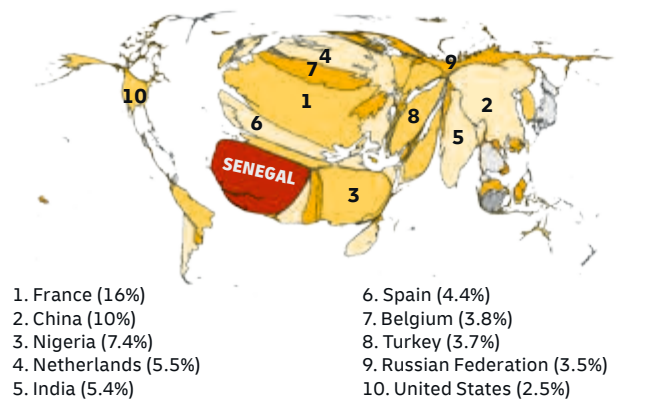 4
7
9
10
1
2
6
8
5
SENEGAL
3
1. France (16%)
2. China (10%)
3. Nigeria (7.4%)
4. Netherlands (5.5%)
5. India (5.4%)
6. Spain (4.4%)
7. Belgium (3.8%)
8. Turkey (3.7%)
9. Russian Federation (3.5%)
10. United States (2.5%)